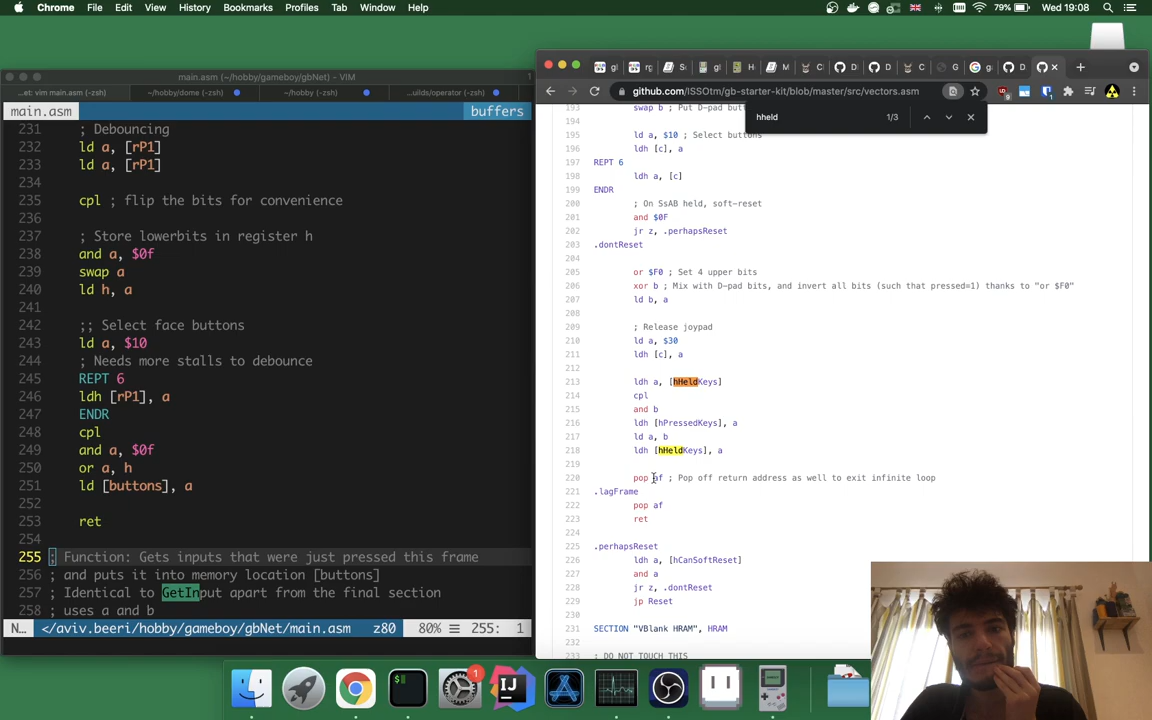 Chrome File Edit View History Bookmarks Profiles Tab Window Help 79% Wed 19:08
main.asm (~/hobby/gameboy/gbNet) - VIM
...et: vim main.asm (-zsh) ~/hobby/dome (-zsh) ~/hobby (-zsh) ...uilds/operator (-zsh)
main.asm buffers
231 ; Debouncing
232 ld a, [rP1]
233 ld a, [rP1]
234
235 cpl ; flip the bits for convenience
236
237 ; Store lowerbits in register h
238 and a, $0f
239 swap a
240 ld h, a
241
242 ;; Select face buttons
243 ld a, $10
244 ; Needs more stalls to debounce
245 REPT 6
246 ldh [rP1], a
247 ENDR
248 cpl
249 and a, $0f
250 or a, h
251 ld [buttons], a
252
253 ret
254
255 ; Function: Gets inputs that were just pressed this frame
256 ; and puts it into memory location [buttons]
257 ; Identical to GetInput apart from the final section
258 ; uses a and b
N... </aviv.beeri/hobby/gameboy/gbNet/main.asm z80 80% 255: 1
github.com/ISSOtm/gb-starter-kit/blob/master/src/vectors.asm
hheld 1/3
193 swap b ; Put D-pad butt
194
195 ld a, $10 ; Select buttons
196 ldh [c], a
197 REPT 6
198 ldh a, [c]
199 ENDR
200 ; On SsAB held, soft-reset
201 and $0F
202 jr z, .perhapsReset
203 .dontReset
204
205 or $F0 ; Set 4 upper bits
206 xor b ; Mix with D-pad bits, and invert all bits (such that pressed=1) thanks to "or $F0"
207 ld b, a
208
209 ; Release joypad
210 ld a, $30
211 ldh [c], a
212
213 ldh a, [hHeldKeys]
214 cpl
215 and b
216 ldh [hPressedKeys], a
217 ld a, b
218 ldh [hHeldKeys], a
219
220 pop af ; Pop off return address as well to exit infinite loop
221 .lagFrame
222 pop af
223 ret
224
225 .perhapsReset
226 ldh a, [hCanSoftReset]
227 and a
228 jr z, .dontReset
229 jp Reset
230
231 SECTION "VBlank HRAM", HRAM
232
233 ; DO NOT TOUCH THIS